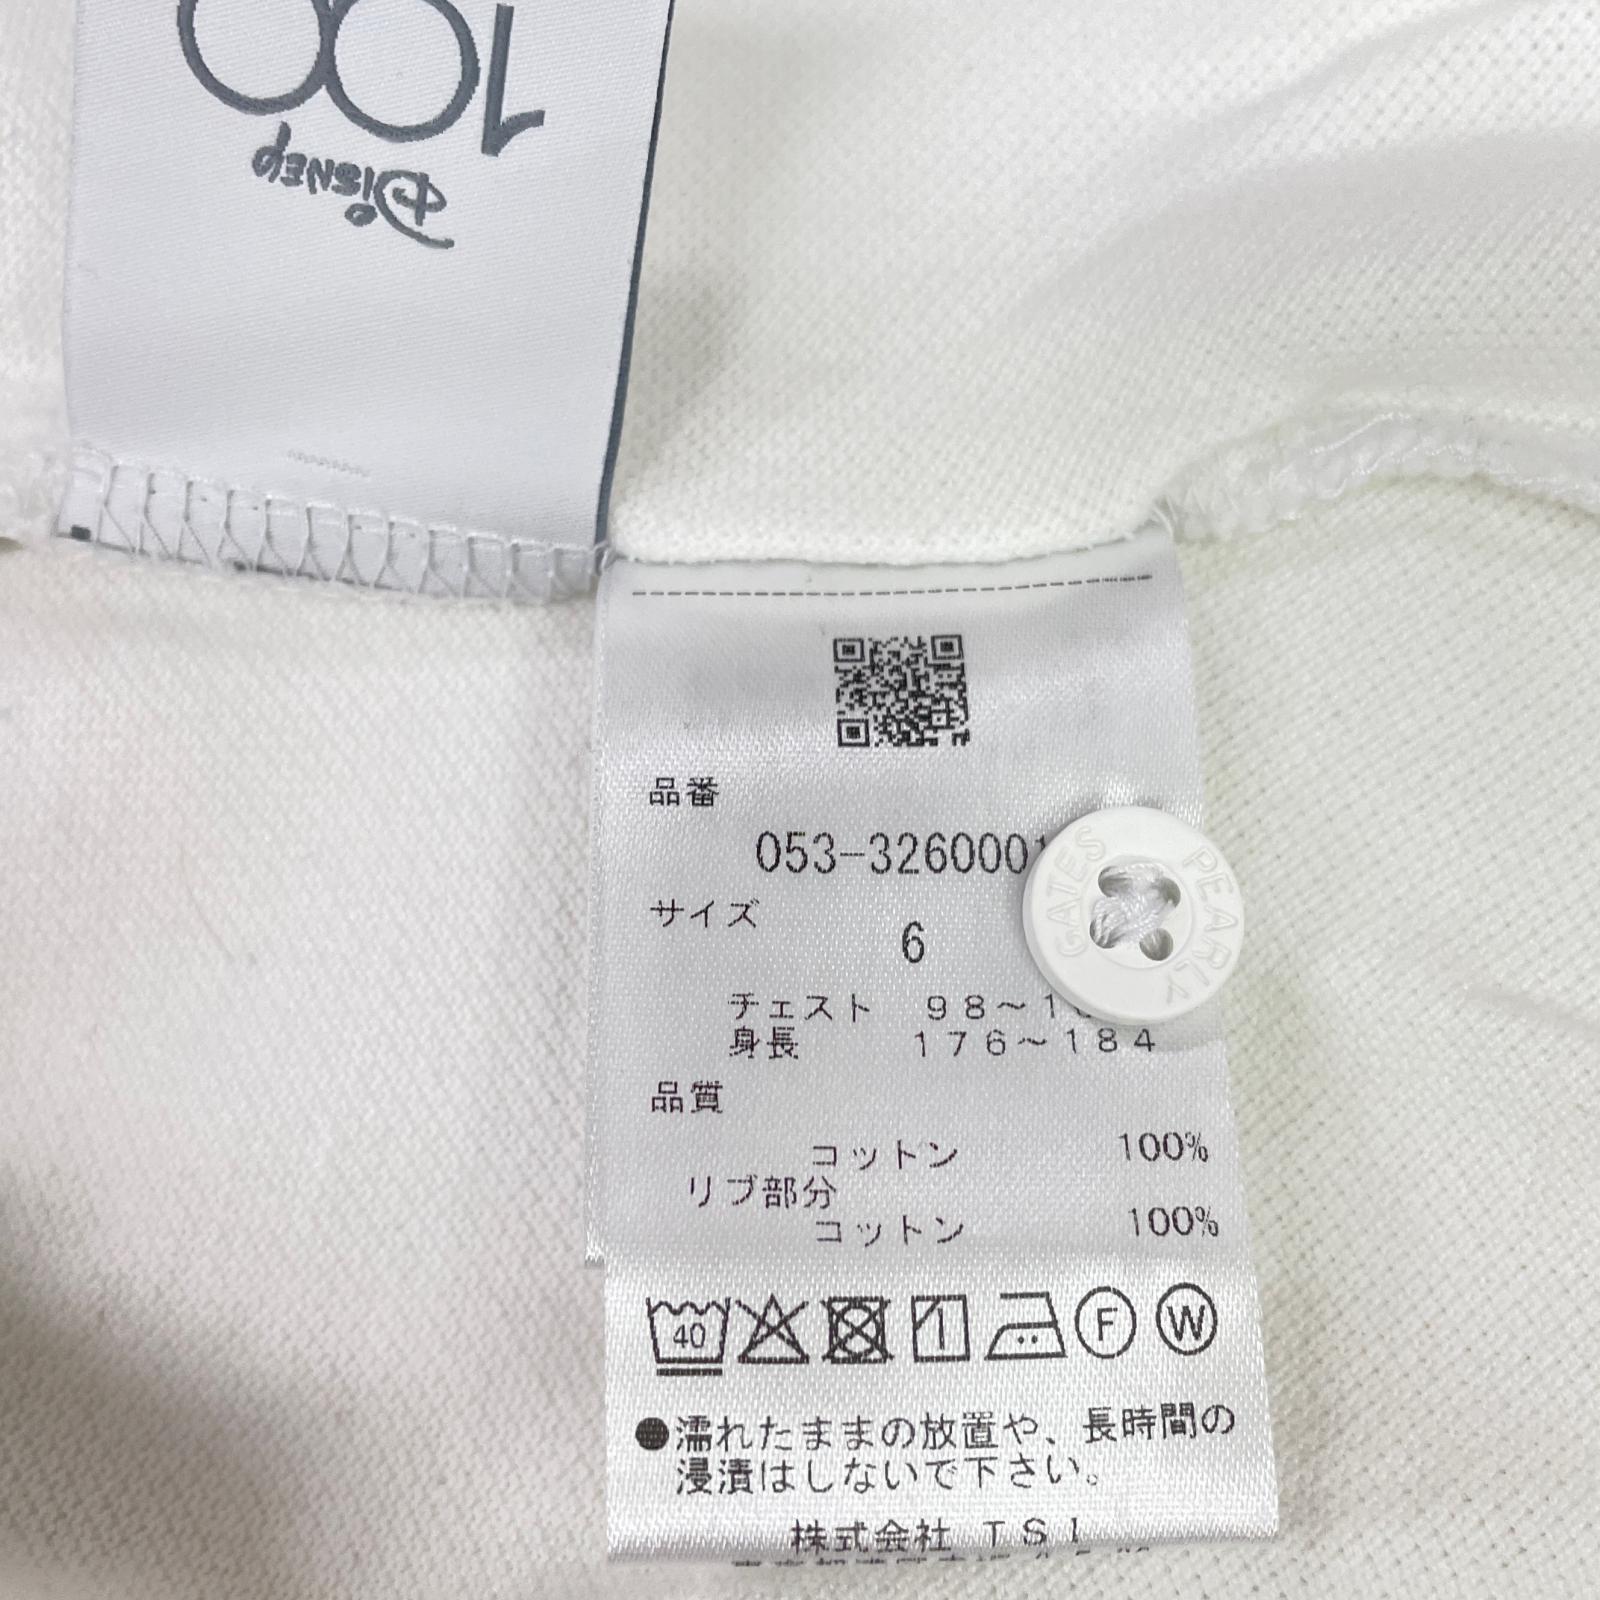 100
Disney
品番
053-3260001
サイズ
6
PEARLY GATES
チェスト 98~1
身長 176~184
品質
コットン 100%
リブ部分
コットン 100%
40
F
W
●濡れたままの放置や、長時間の
浸漬はしないで下さい。
株式会社 TSI